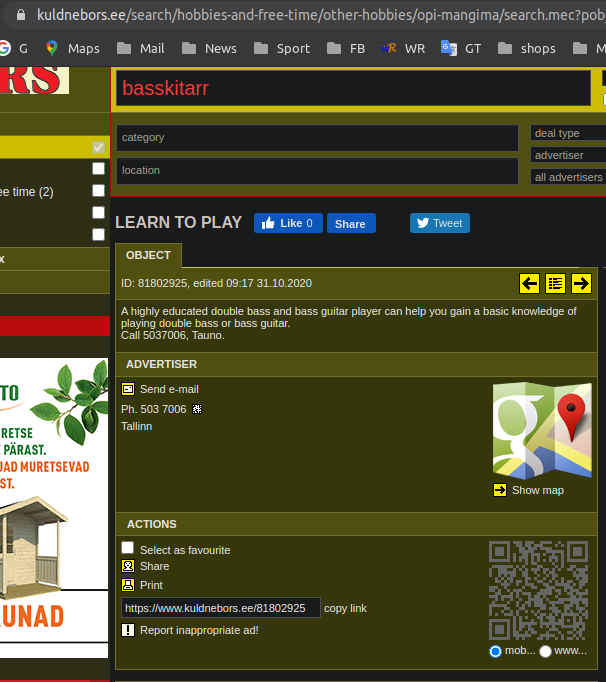 kuldnebors.ee/search/hobbies-and-free-time/other-hobbies/opi-mangima/search.mec?pob
G Maps Mail News Sport FB WR GT shops M
RS
basskitarr
category
deal type
advertiser
location
all advertisers
ee time (2)
x
LEARN TO PLAY Like 0 Share Tweet
OBJECT
ID: 81802925, edited 09:17 31.10.2020
A highly educated double bass and bass guitar player can help you gain a basic knowledge of
playing double bass or bass guitar.
Call 5037006, Tauno.
ADVERTISER
Send e-mail
Ph. 503 7006
Tallinn
Show map
ACTIONS
Select as favourite
Share
Print
https://www.kuldnebors.ee/81802925 copy link
Report inappropriate ad!
mob... www...
TO
URETSE
PÄRAST.
UAD MURETSEVAD
ST.
AUNAD